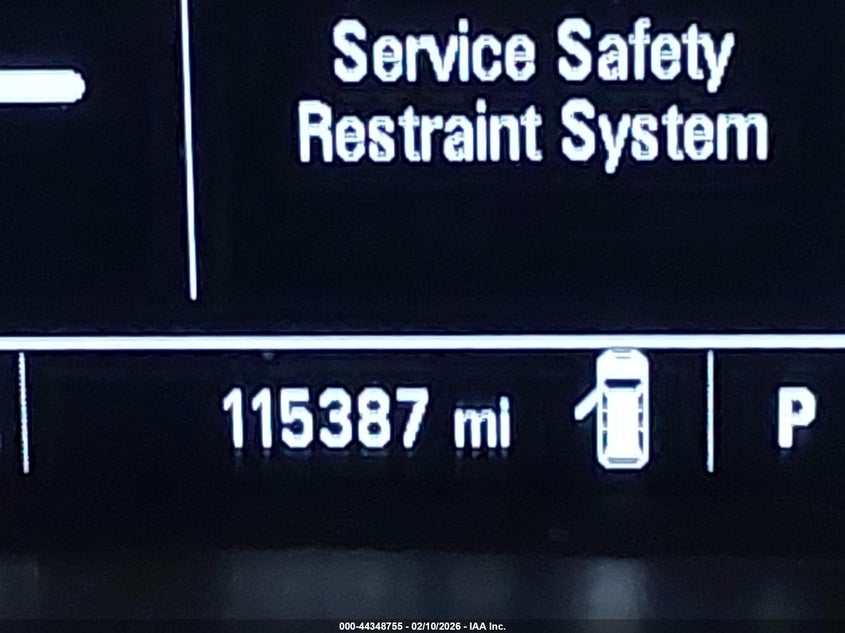 Service Safety
Restraint System
115387 mi
P
000-44348755 - 02/10/2026 - IAA Inc.